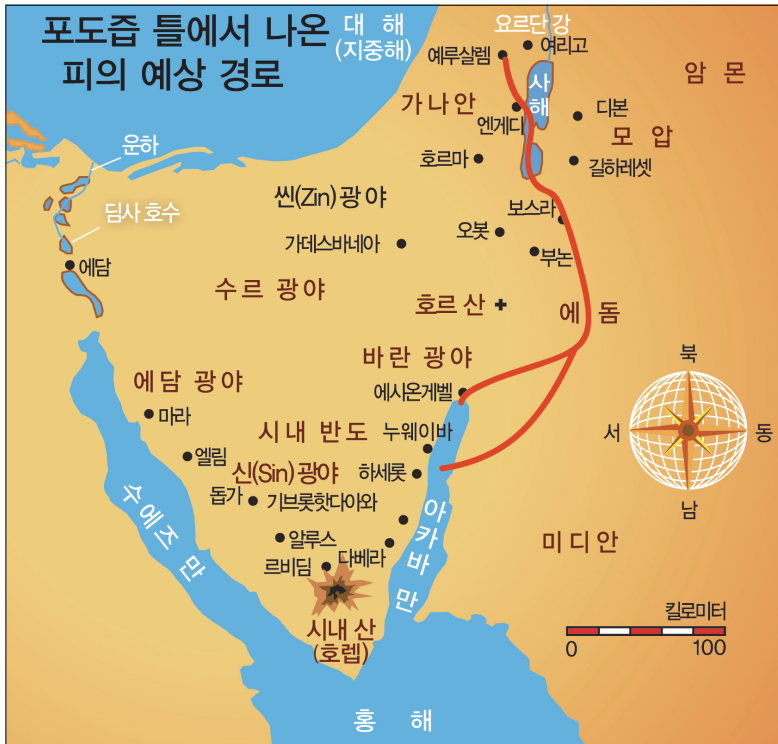 포도즙 틀에서 나온
피의 예상 경로
대 해
(지중해)
요르단 강
예루살렘
여리고
암 몬
사
해
가나안
엔게디
디본
모 압
운하
호르마
길하레셋
씬(Zin)광야
보스라
딤사 호수
오봇
가데스바네아
부논
에담
수르 광야
호르 산
에 돔
바란 광야
북
에담 광야
에시온게벨
마라
시내 반도
누웨이바
서
동
엘림
신(Sin)광야
하세롯
돕가
기브롯핫다아와
남
수에즈 만
아카바 만
알루스
다베라
미디안
르비딤
킬로미터
시내 산
(호렙)
0
100
홍 해